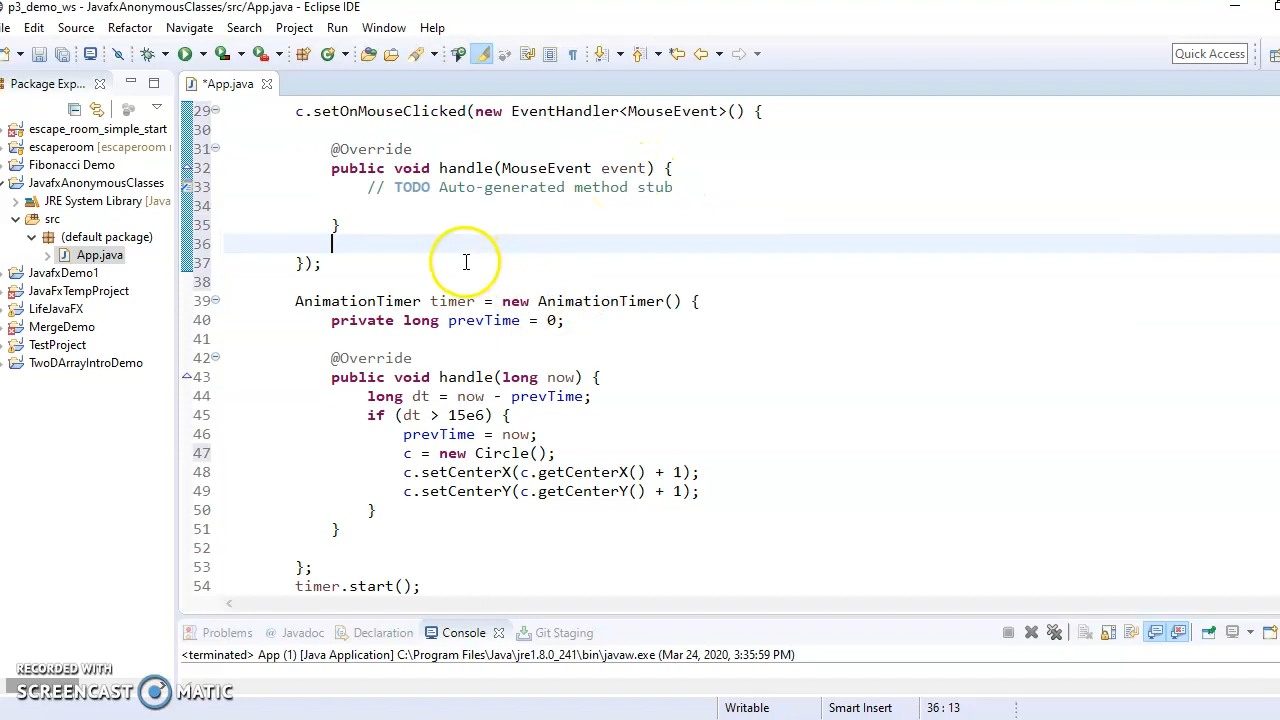 p3_demo_ws - JavafxAnonymousClasses/src/App.java - Eclipse IDE
Edit Source Refactor Navigate Search Project Run Window Help
Quick Access
Package Exp...
*App.java
escape_room_simple_start
escaperoom [escaperoom
Fibonacci Demo
JavafxAnonymousClasses
JRE System Library [Javas
src
(default package)
App.java
JavafxDemo1
JavaFxTempProject
LifeJavaFX
MergeDemo
TestProject
TwoDArrayIntroDemo
29 c.setOnMouseClicked(new EventHandler<MouseEvent>() {
30
31 @Override
32 public void handle(MouseEvent event) {
33 // TODO Auto-generated method stub
34
35 }
36
37 });
38
39 AnimationTimer timer = new AnimationTimer() {
40 private long prevTime = 0;
41
42 @Override
43 public void handle(long now) {
44 long dt = now - prevTime;
45 if (dt > 15e6) {
46 prevTime = now;
47 c = new Circle();
48 c.setCenterX(c.getCenterX() + 1);
49 c.setCenterY(c.getCenterY() + 1);
50 }
51 }
52
53 };
54 timer.start();
Problems Javadoc Declaration Console Git Staging
<terminated> App (1) [Java Application] C:\Program Files\Java\jre1.8.0_241\bin\javaw.exe (Mar 24, 2020, 3:35:59 PM)
RECORDED WITH
SCREENCAST MATIC
Writable Smart Insert 36 : 13